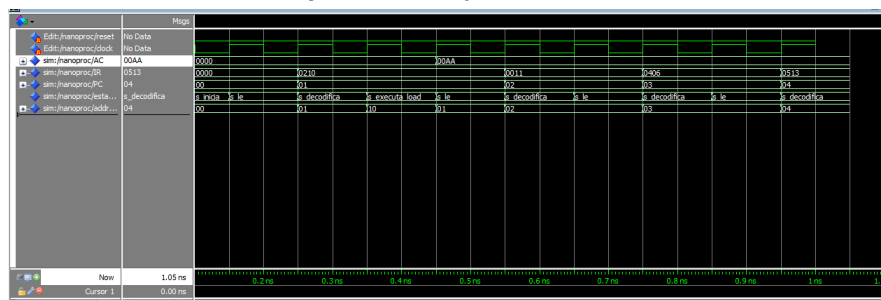 Msgs
Edit:/nanoproc/reset No Data
Edit:/nanoproc/clock No Data
sim:/nanoproc/AC 00AA 0000 00AA
sim:/nanoproc/IR 0513 0000 0210 0011 0406 0513
sim:/nanoproc/PC 04 00 01 02 03 04
sim:/nanoproc/esta... s_decodifica s_inicia s_le s_decodifica s_executa_load s_le s_decodifica s_le s_decodifica s_le s_decodifica
sim:/nanoproc/addr... 04 00 01 10 01 02 03 04
Now 1.05 ns 0.2 ns 0.3 ns 0.4 ns 0.5 ns 0.6 ns 0.7 ns 0.8 ns 0.9 ns 1 ns
Cursor 1 0.00 ns